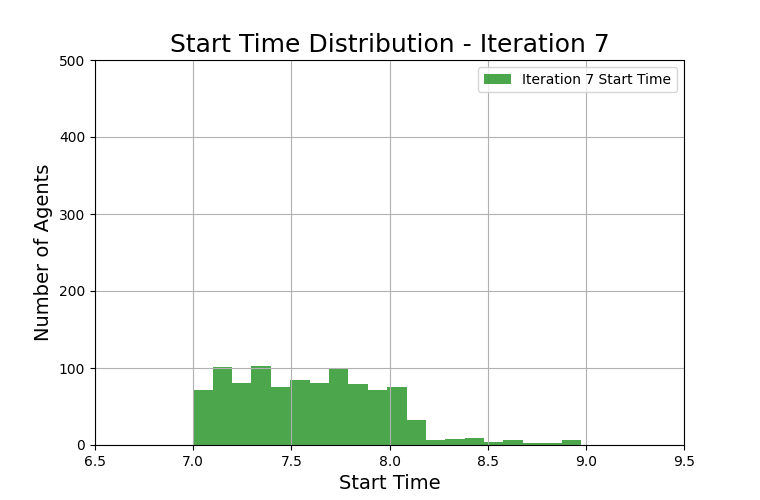 Start Time Distribution - Iteration 7
Iteration 7 Start Time
Number of Agents
500
400
300
200
100
0
6.5 7.0 7.5 8.0 8.5 9.0 9.5
Start Time